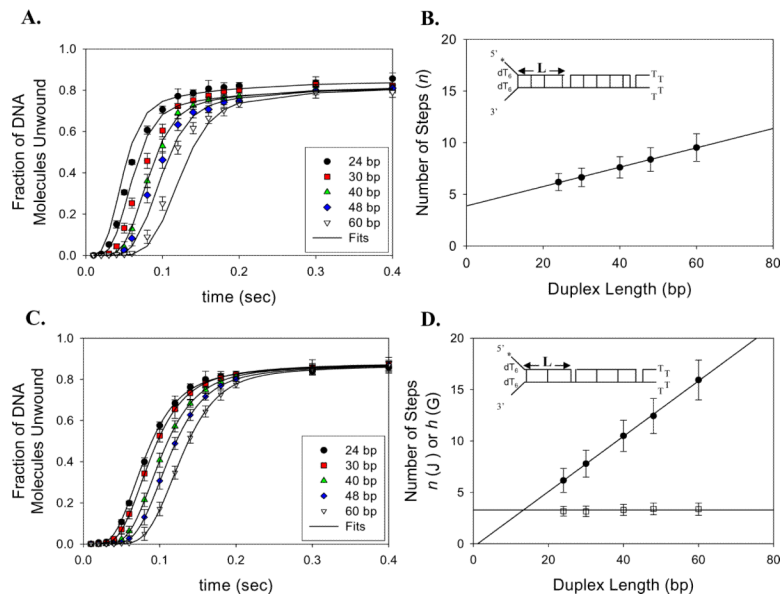 A.
Fraction of DNA
Molecules Unwound
1.0
0.8
0.6
0.4
0.2
0.0
24 bp
30 bp
40 bp
48 bp
60 bp
Fits
0.0
0.1
0.2
0.3
0.4
time (sec)
B.
Number of Steps (n)
20
15
10
5
0
5'
*
dT6
dT6
3'
L
T
T
T
T
0
20
40
60
80
Duplex Length (bp)
C.
Fraction of DNA
Molecules Unwound
1.0
0.8
0.6
0.4
0.2
0.0
24 bp
30 bp
40 bp
48 bp
60 bp
Fits
0.0
0.1
0.2
0.3
0.4
time (sec)
D.
Number of Steps
n (J ) or h (G)
20
15
10
5
0
5'
*
dT6
dT6
3'
L
T
T
T
T
0
20
40
60
80
Duplex Length (bp)